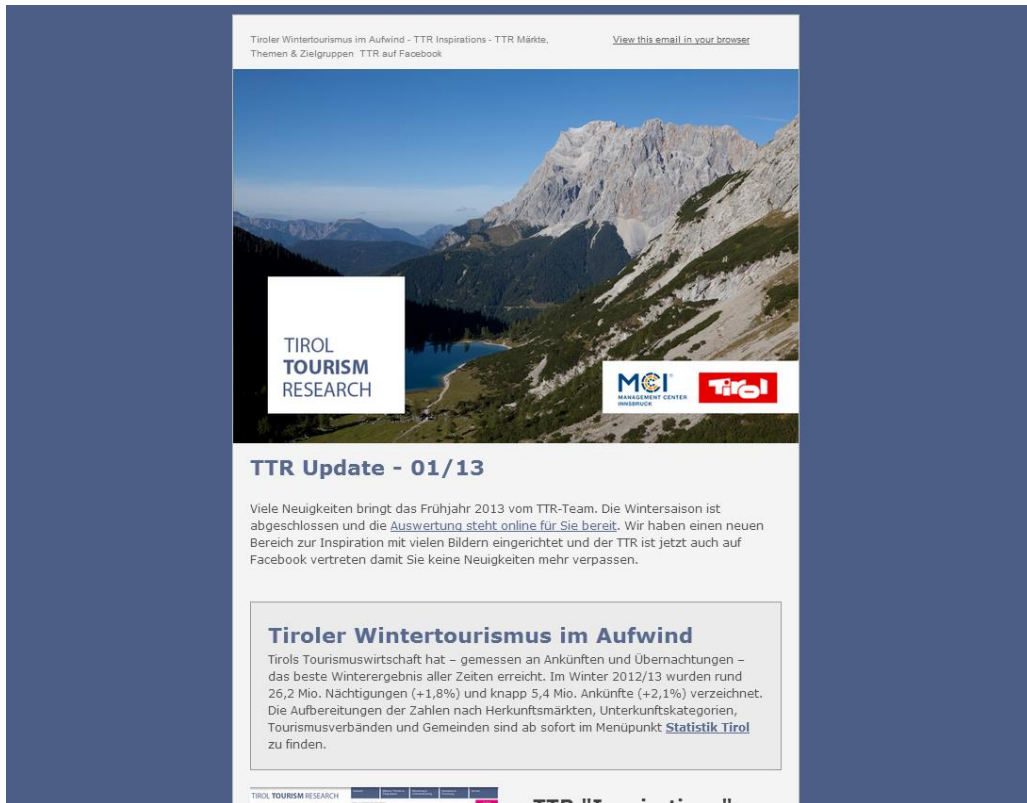 Tiroler Wintertourismus im Aufwind - TTR Inspirations - TTR Märkte,
Themen & Zielgruppen  TTR auf Facebook
View this email in your browser
TIROL
TOURISM
RESEARCH
MCI
MANAGEMENT CENTER
INNSBRUCK
Tirol
TTR Update - 01/13
Viele Neuigkeiten bringt das Frühjahr 2013 vom TTR-Team. Die Wintersaison ist
abgeschlossen und die Auswertung steht online für Sie bereit. Wir haben einen neuen
Bereich zur Inspiration mit vielen Bildern eingerichtet und der TTR ist jetzt auch auf
Facebook vertreten damit Sie keine Neuigkeiten mehr verpassen.
Tiroler Wintertourismus im Aufwind
Tirols Tourismuswirtschaft hat – gemessen an Ankünften und Übernachtungen –
das beste Winterergebnis aller Zeiten erreicht. Im Winter 2012/13 wurden rund
26,2 Mio. Nächtigungen (+1,8%) und knapp 5,4 Mio. Ankünfte (+2,1%) verzeichnet.
Die Aufbereitungen der Zahlen nach Herkunftsmärkten, Unterkunftskategorien,
Tourismusverbänden und Gemeinden sind ab sofort im Menüpunkt Statistik Tirol
zu finden.
TIROL TOURISM RESEARCH
TTR "Inspirations"